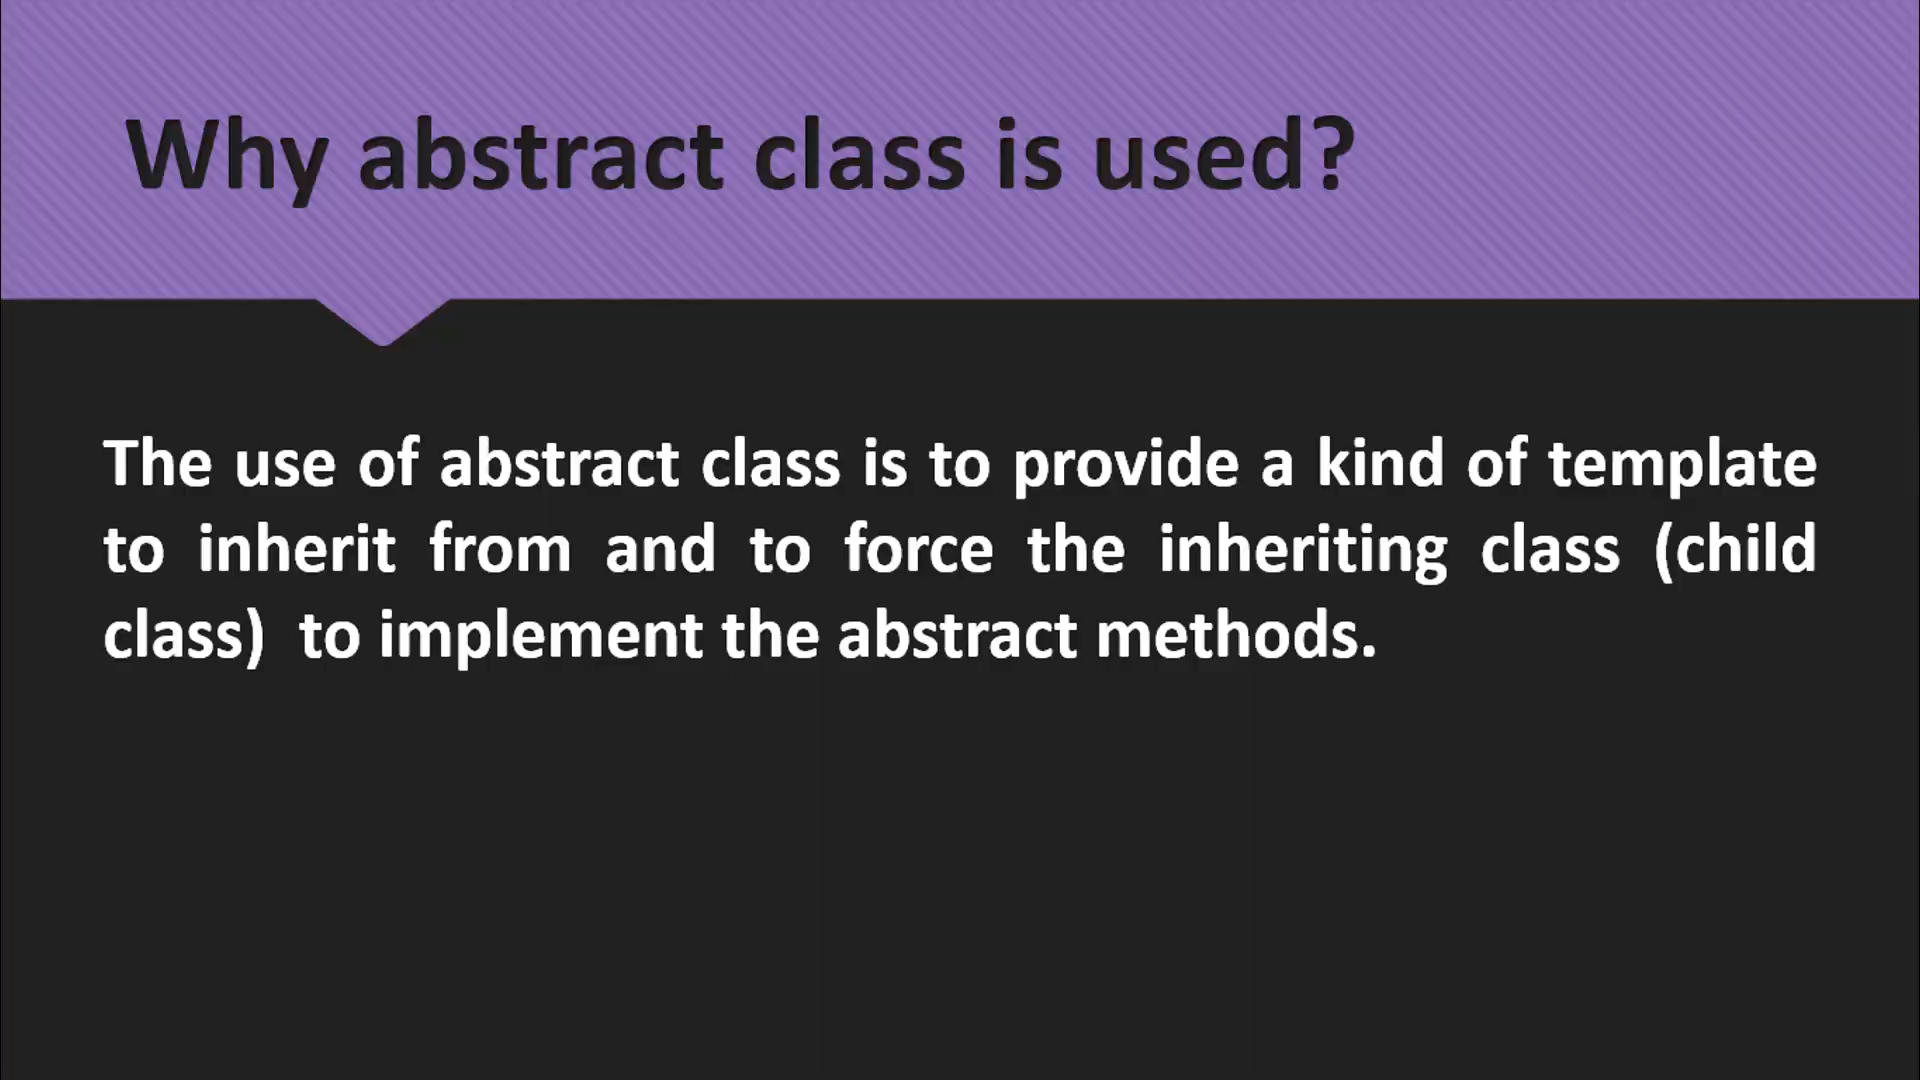 Why abstract class is used?
The use of abstract class is to provide a kind of template
to inherit from and to force the inheriting class (child
class) to implement the abstract methods.